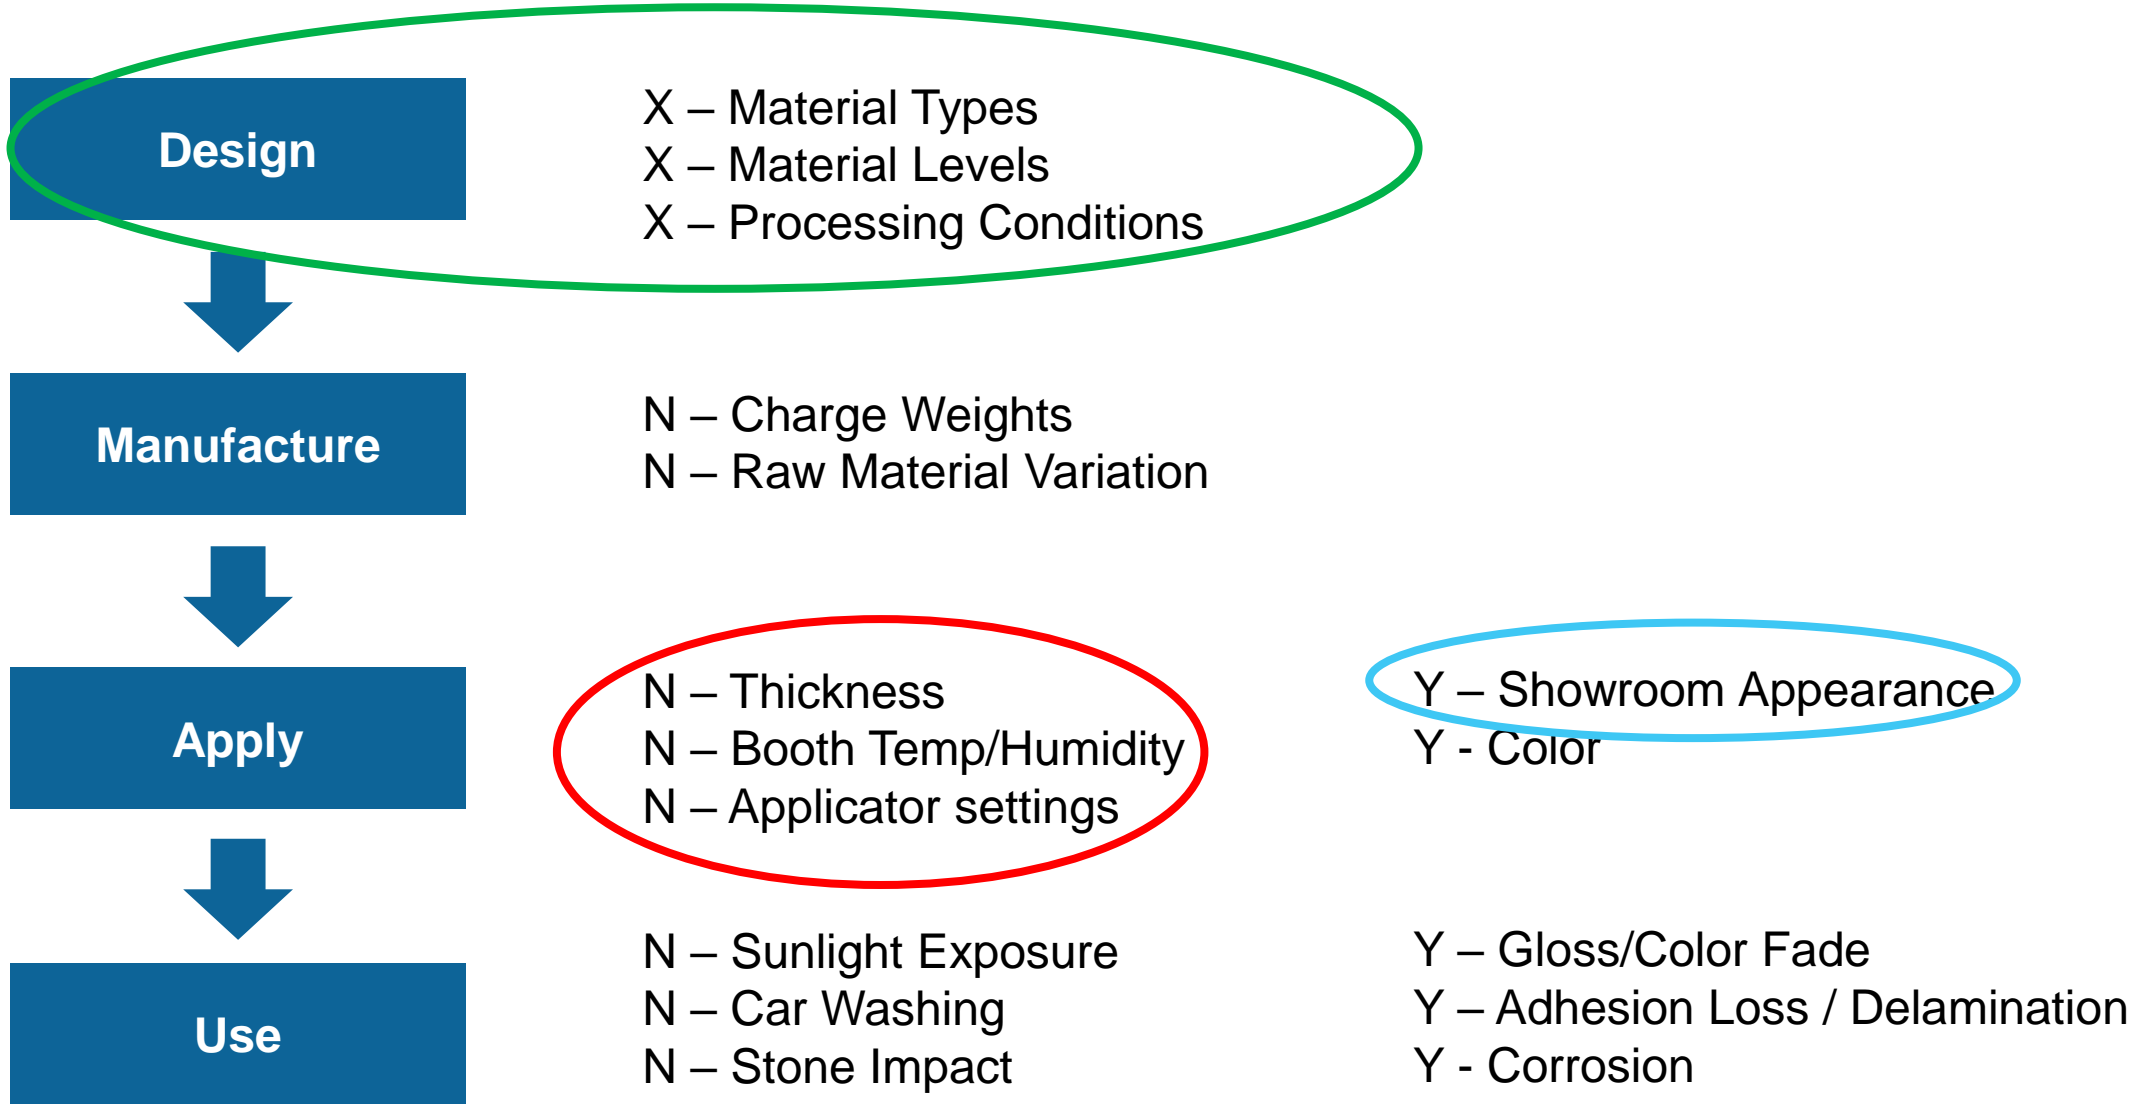 Design
X – Material Types
X – Material Levels
X – Processing Conditions
Manufacture
N – Charge Weights
N – Raw Material Variation
Apply
N – Thickness
N – Booth Temp/Humidity
N – Applicator settings
Y – Showroom Appearance
Y - Color
Use
N – Sunlight Exposure
N – Car Washing
N – Stone Impact
Y – Gloss/Color Fade
Y – Adhesion Loss / Delamination
Y - Corrosion